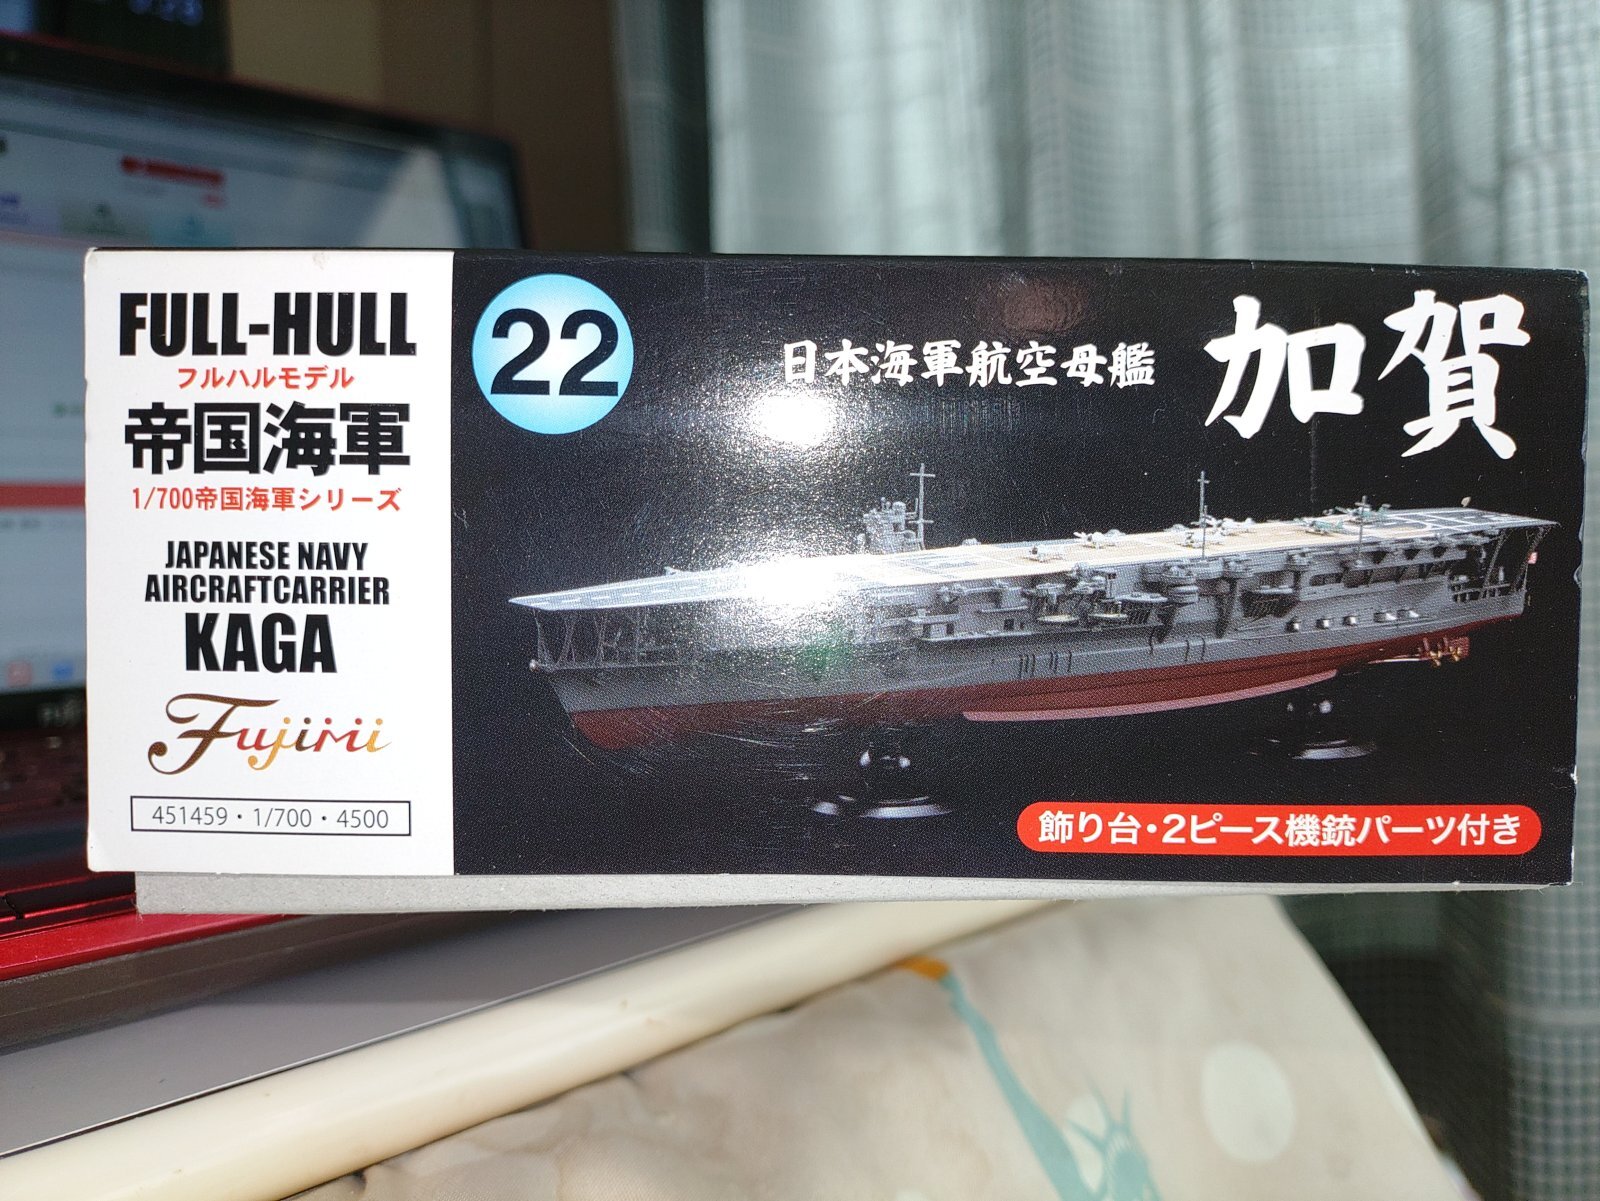 FULL-HULL
フルハルモデル
帝国海軍
1/700帝国海軍シリーズ
JAPANESE NAVY
AIRCRAFTCARRIER
KAGA
Fujimi
451459・1/700・4500
22
日本海軍航空母艦
加賀
飾り台・2ピース機銃パーツ付き